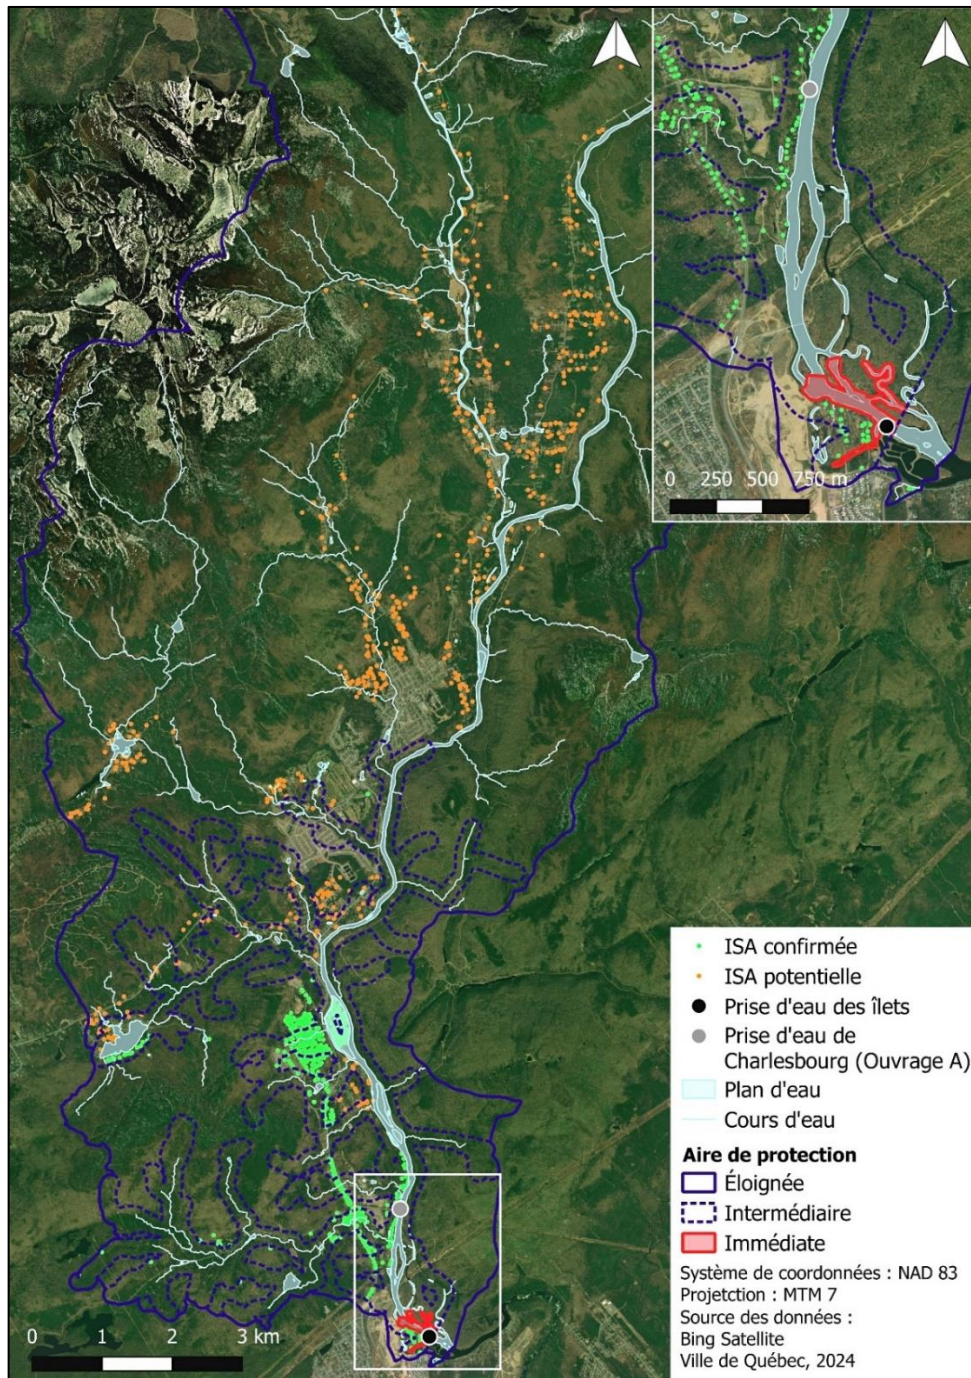 0 250 500 750 m
ISA confirmée
ISA potentielle
Prise d'eau des îlets
Prise d'eau de
Charlesbourg (Ouvrage A)
Plan d'eau
Cours d'eau
Aire de protection
Éloignée
Intermédiaire
Immédiate
Système de coordonnées : NAD 83
Projetction : MTM 7
Source des données :
Bing Satellite
Ville de Québec, 2024
0 1 2 3 km